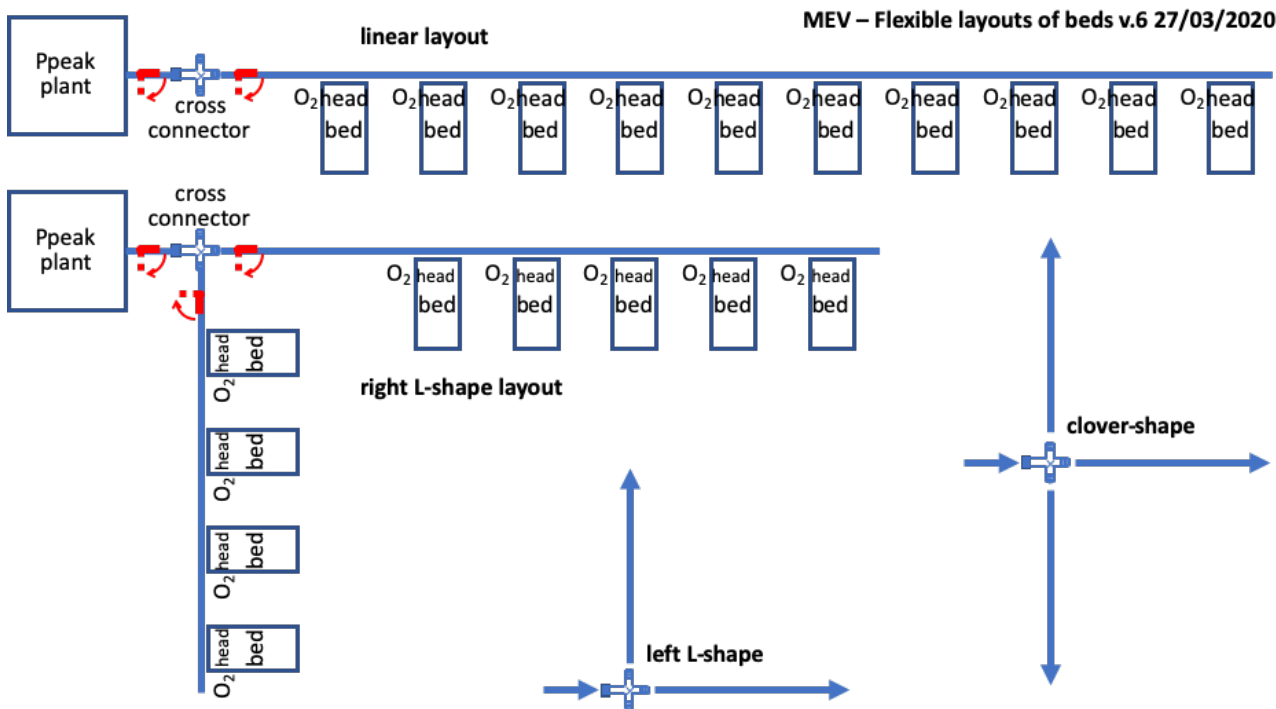 MEV – Flexible layouts of beds v.6 27/03/2020
linear layout
Ppeak
plant
cross
connector
O2 head O2 head O2 head O2 head O2 head O2 head O2 head O2 head O2 head O2 head
bed bed bed bed bed bed bed bed bed bed
cross
connector
Ppeak
plant
O2 head O2 head O2 head O2 head O2 head
bed bed bed bed bed
right L-shape layout
O2 head
bed
O2 head
bed
O2 head
bed
O2 head
bed
clover-shape
left L-shape